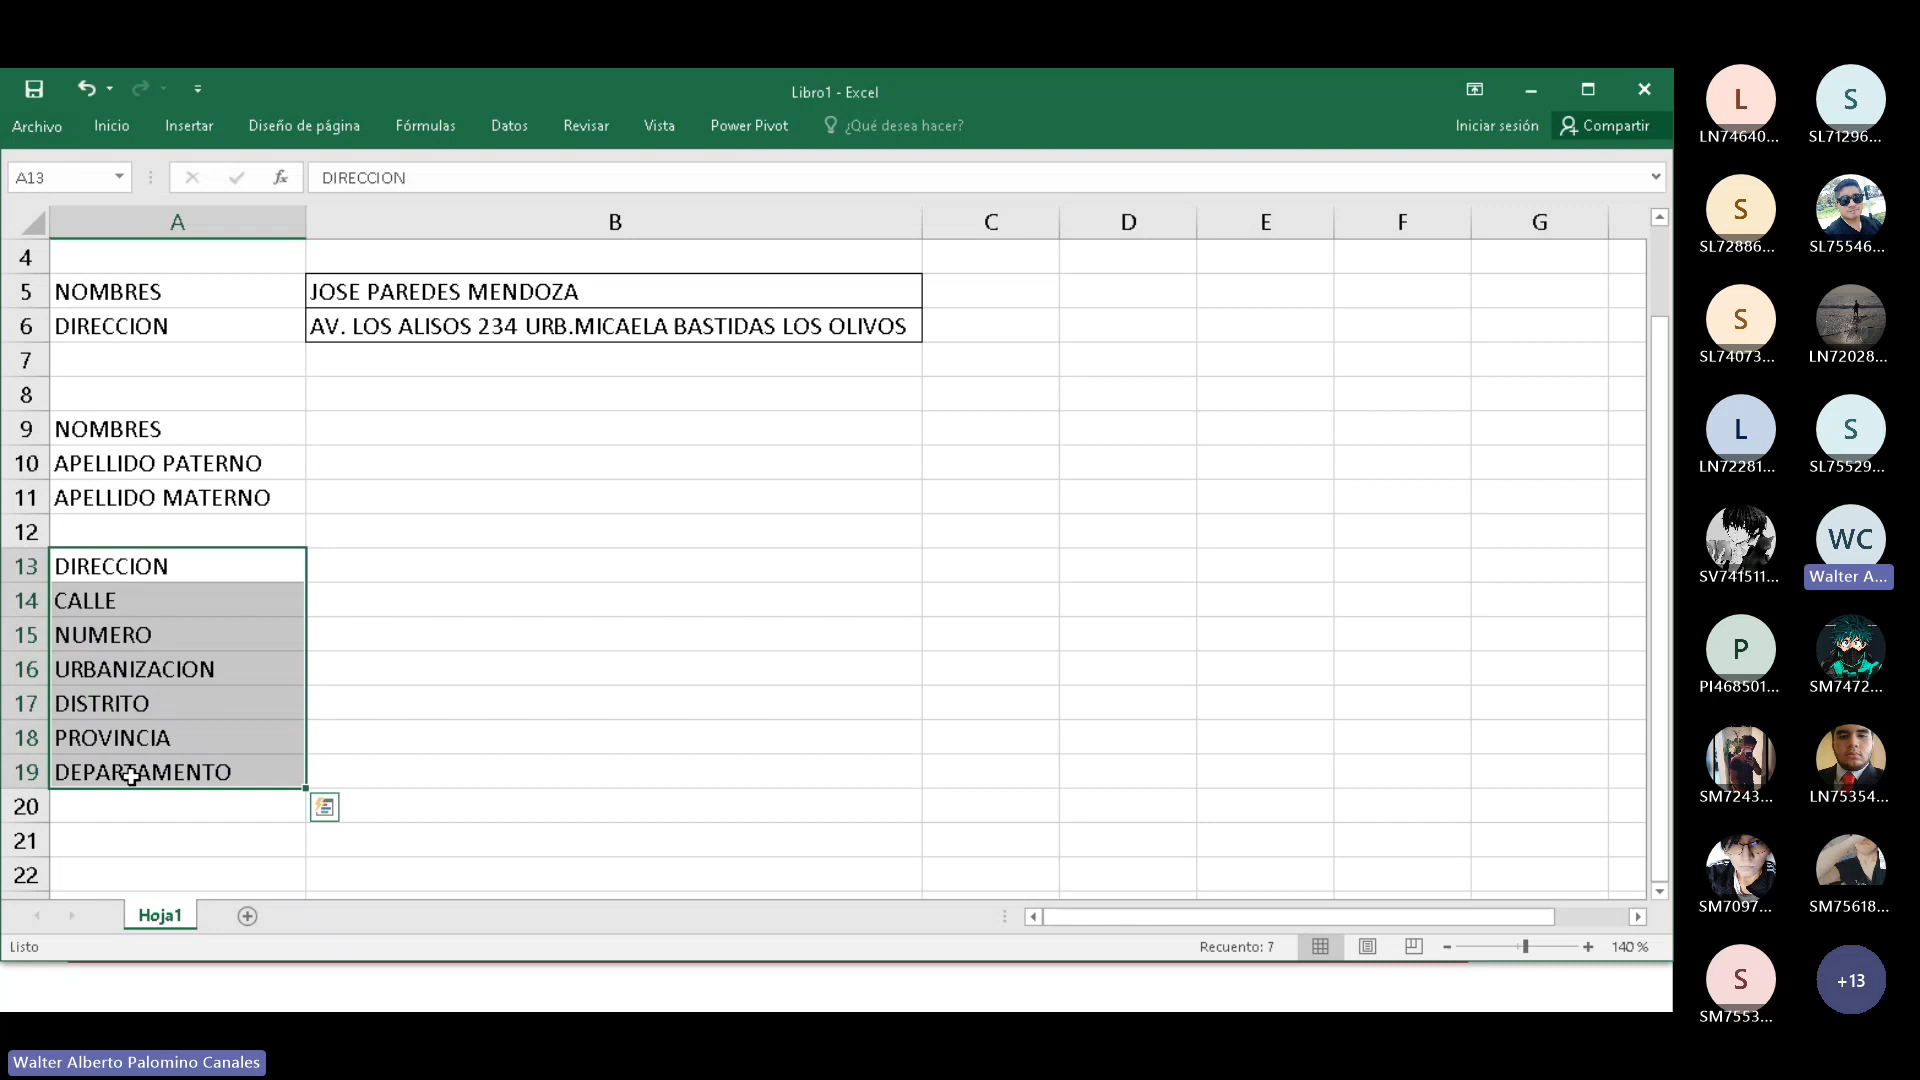 Libro1 - Excel
Archivo Inicio Insertar Diseño de página Fórmulas Datos Revisar Vista Power Pivot ¿Qué desea hacer? Iniciar sesión Compartir
A13 fx DIRECCION
A B C D E F G
4
5 NOMBRES JOSE PAREDES MENDOZA
6 DIRECCION AV. LOS ALISOS 234 URB.MICAELA BASTIDAS LOS OLIVOS
7
8
9 NOMBRES
10 APELLIDO PATERNO
11 APELLIDO MATERNO
12
13 DIRECCION
14 CALLE
15 NUMERO
16 URBANIZACION
17 DISTRITO
18 PROVINCIA
19 DEPARTAMENTO
20
21
22
Hoja1
Listo Recuento: 7 140 %
L S
LN74640... SL71296...
S
SL72886... SL75546...
S
SL74073... LN72028...
L S
LN72281... SL75529...
WC
SV741511... Walter A...
P
PI468501... SM7472...
SM7243... LN75354...
SM7097... SM75618...
S +13
SM7553...
Walter Alberto Palomino Canales